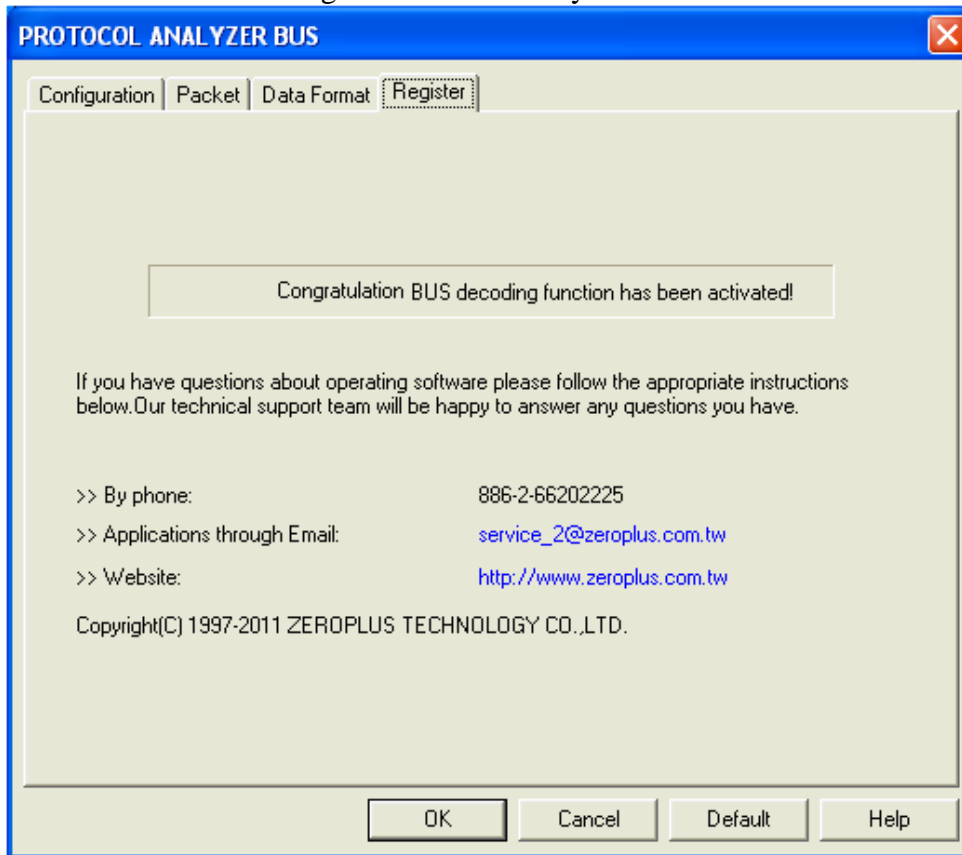 PROTOCOL ANALYZER BUS
Configuration Packet Data Format Register
Congratulation BUS decoding function has been activated!
If you have questions about operating software please follow the appropriate instructions
below.Our technical support team will be happy to answer any questions you have.
>> By phone: 886-2-66202225
>> Applications through Email: service_2@zeroplus.com.tw
>> Website: http://www.zeroplus.com.tw
Copyright(C) 1997-2011 ZEROPLUS TECHNOLOGY CO.,LTD.
OK Cancel Default Help